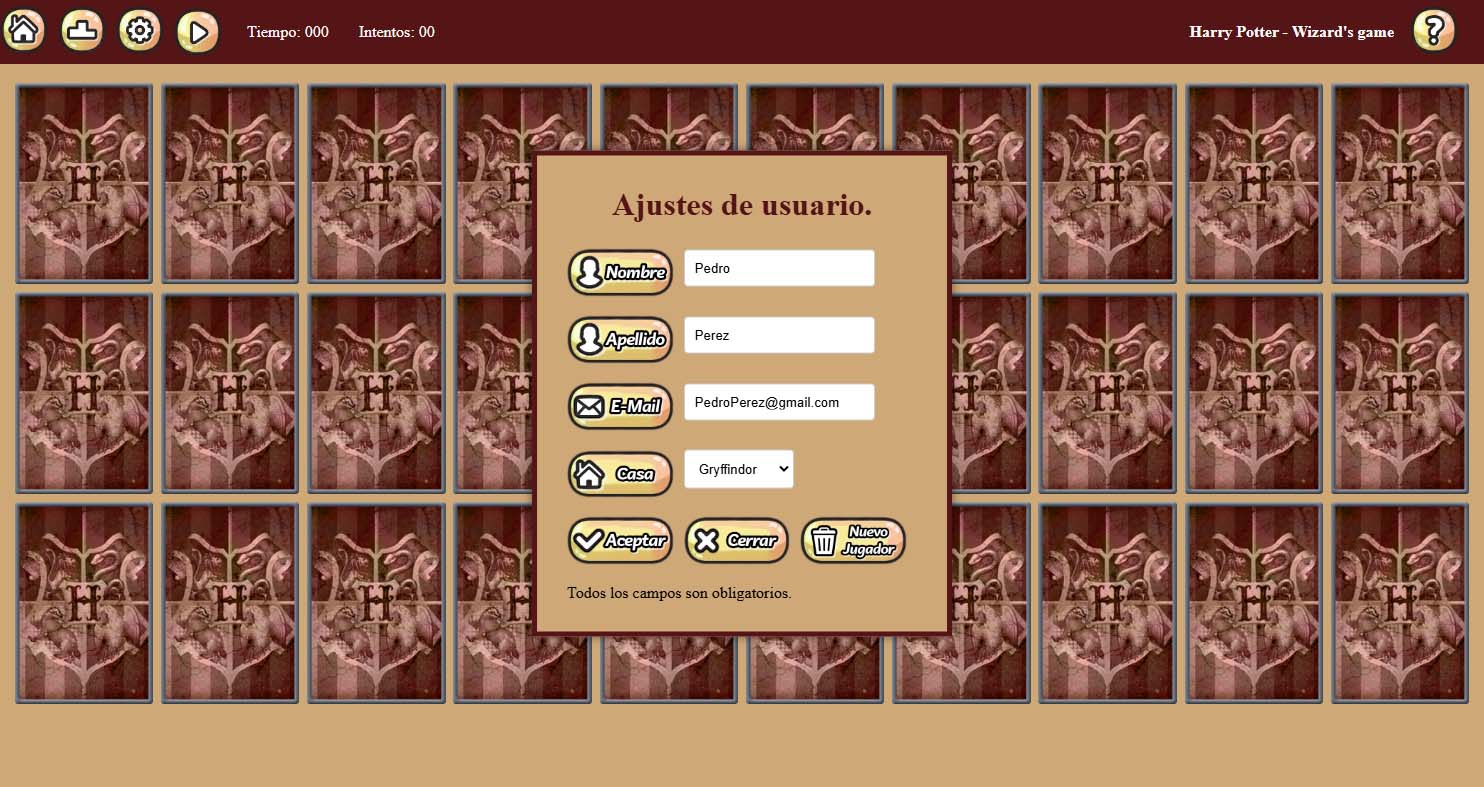 Tiempo: 000 Intentos: 00 Harry Potter - Wizard's game ?
Ajustes de usuario.
Nombre Pedro
Apellido Perez
E-Mail PedroPerez@gmail.com
Casa Gryffindor
Aceptar Cerrar Nuevo Jugador
Todos los campos son obligatorios.
H H H H H H H H
H H H H H H H H
H H H H H H H H